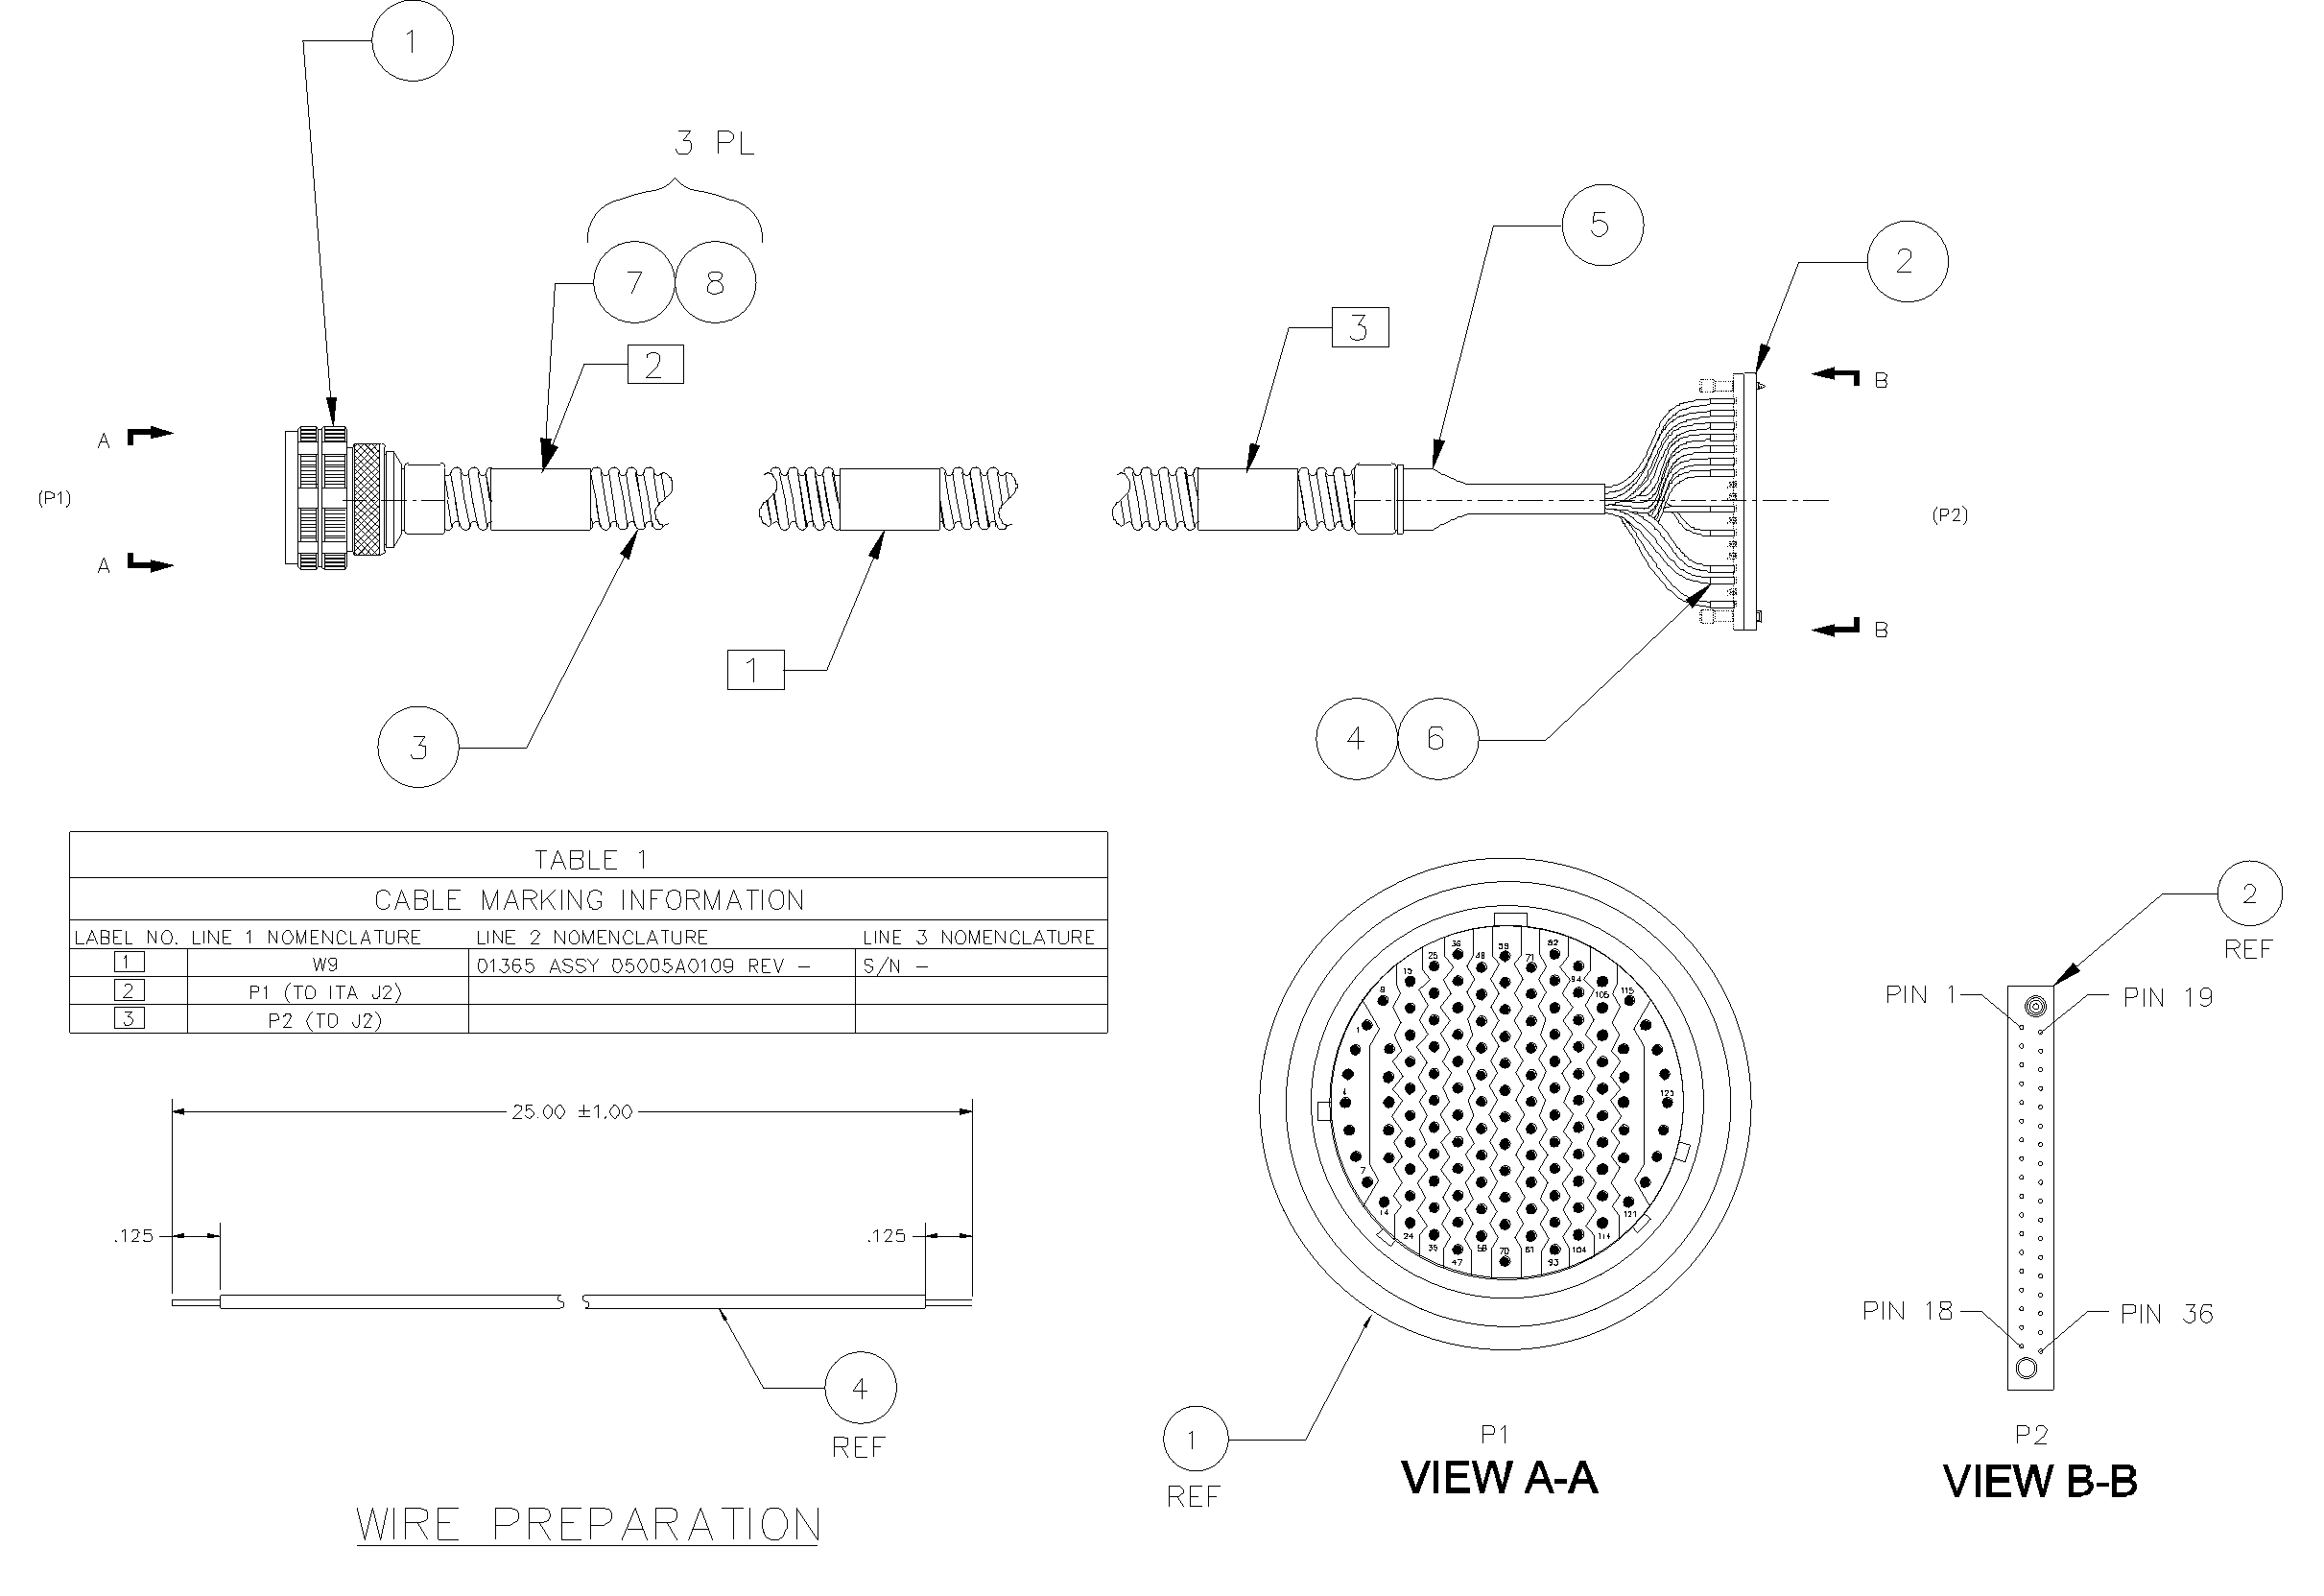 1
3 PL
5
2
7 8
3
2
A
B
(P1)
(P2)
A
B
1
3
4 6
TABLE 1
CABLE MARKING INFORMATION
LABEL NO. LINE 1 NOMENCLATURE LINE 2 NOMENCLATURE LINE 3 NOMENCLATURE
1 W9 01365 ASSY 05005A0109 REV - S/N -
2 P1 (TO ITA J2)
3 P2 (TO J2)
25.00 ±1.00
.125 .125
4
REF
WIRE PREPARATION
36 59 82
25 48 71
15 94
8 105 115
1
4 123
7
14 121
24 114
35 58 70 81 104
47 93
1
REF
P1
VIEW A-A
2
REF
PIN 1 PIN 19
PIN 18 PIN 36
P2
VIEW B-B